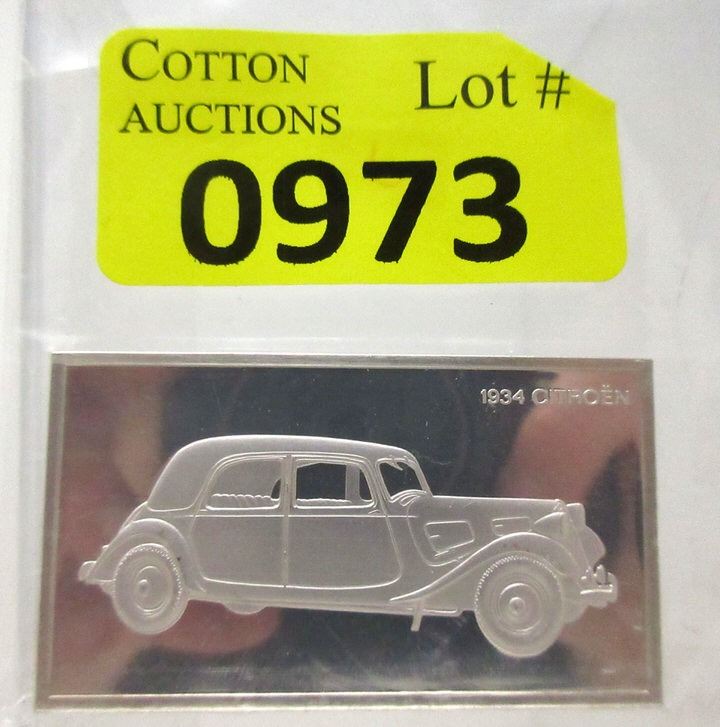 COTTON Lot #
AUCTIONS
0973
1934 CITROËN